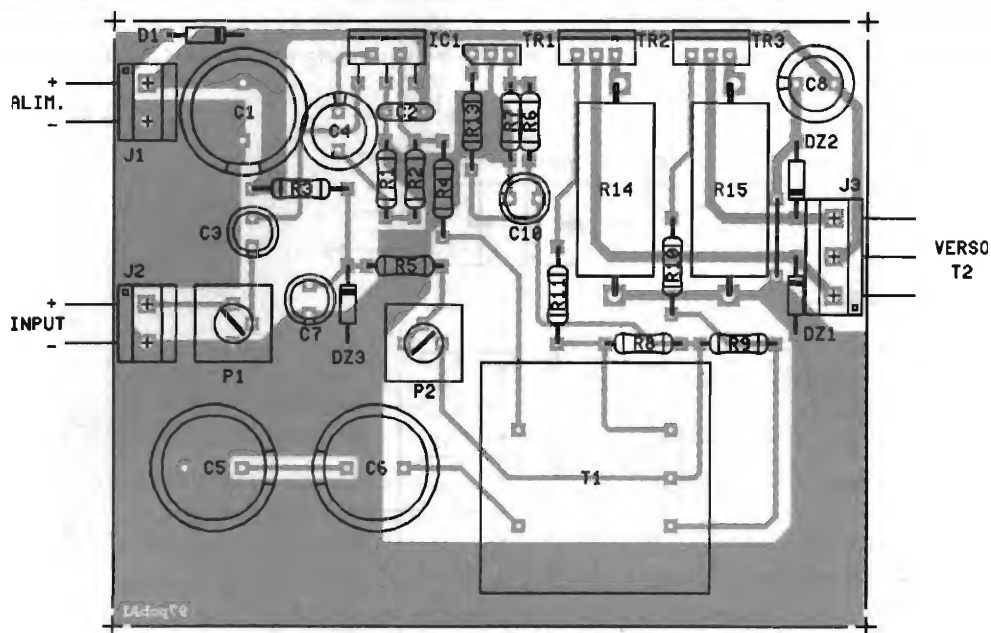 D1
IC1
TR1
TR2
TR3
+
ALIM.
-
J1
C1
C4
C2
R13
R7
R6
C8
DZ2
R1
R2
R4
R3
R14
R15
J3
C3
C10
VERSO
T2
J2
R5
R10
+
INPUT
-
C7
R11
DZ3
DZ1
P1
P2
R8
R9
C5
C6
T1